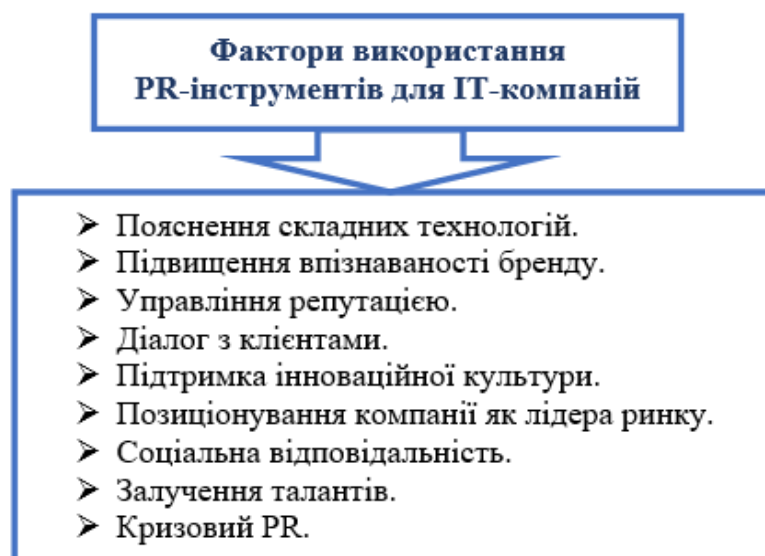 Фактори використання
PR-інструментів для ІТ-компаній
➢ Пояснення складних технологій.
➢ Підвищення впізнаваності бренду.
➢ Управління репутацією.
➢ Діалог з клієнтами.
➢ Підтримка інноваційної культури.
➢ Позиціонування компанії як лідера ринку.
➢ Соціальна відповідальність.
➢ Залучення талантів.
➢ Кризовий PR.